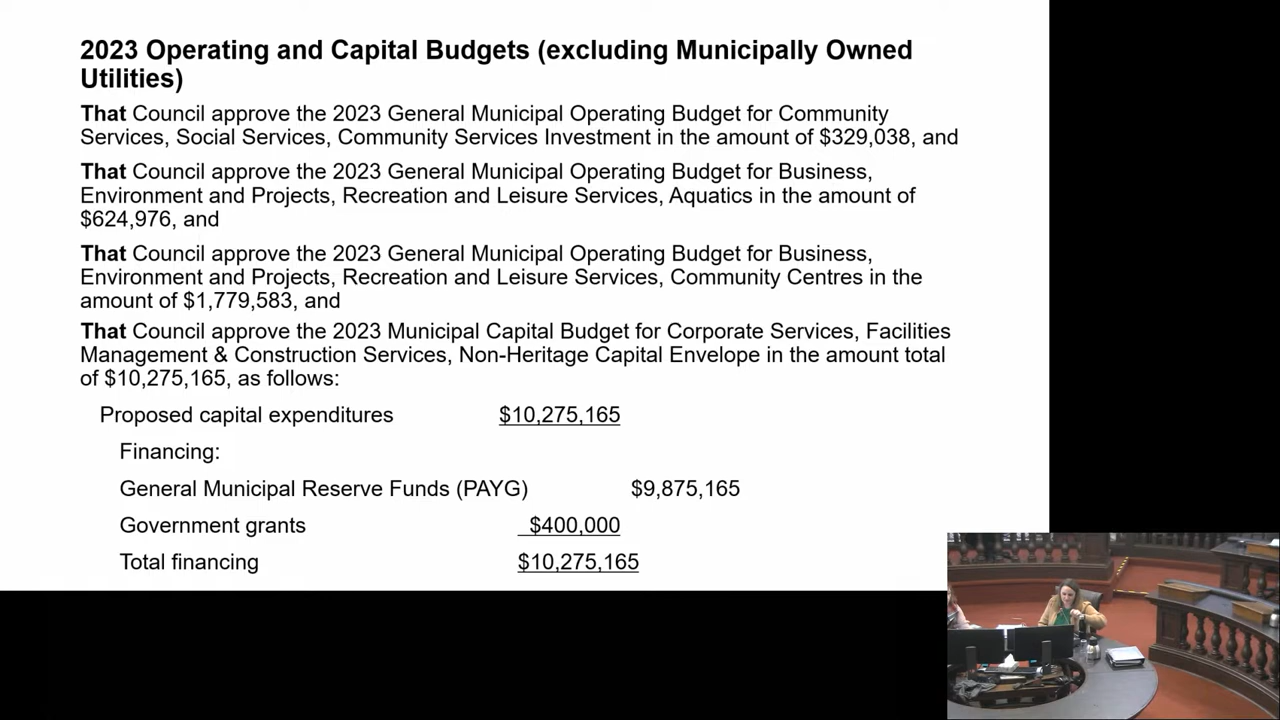 2023 Operating and Capital Budgets (excluding Municipally Owned
Utilities)
That Council approve the 2023 General Municipal Operating Budget for Community
Services, Social Services, Community Services Investment in the amount of $329,038, and
That Council approve the 2023 General Municipal Operating Budget for Business,
Environment and Projects, Recreation and Leisure Services, Aquatics in the amount of
$624,976, and
That Council approve the 2023 General Municipal Operating Budget for Business,
Environment and Projects, Recreation and Leisure Services, Community Centres in the
amount of $1,779,583, and
That Council approve the 2023 Municipal Capital Budget for Corporate Services, Facilities
Management & Construction Services, Non-Heritage Capital Envelope in the amount total
of $10,275,165, as follows:
Proposed capital expenditures $10,275,165
Financing:
General Municipal Reserve Funds (PAYG) $9,875,165
Government grants $400,000
Total financing $10,275,165